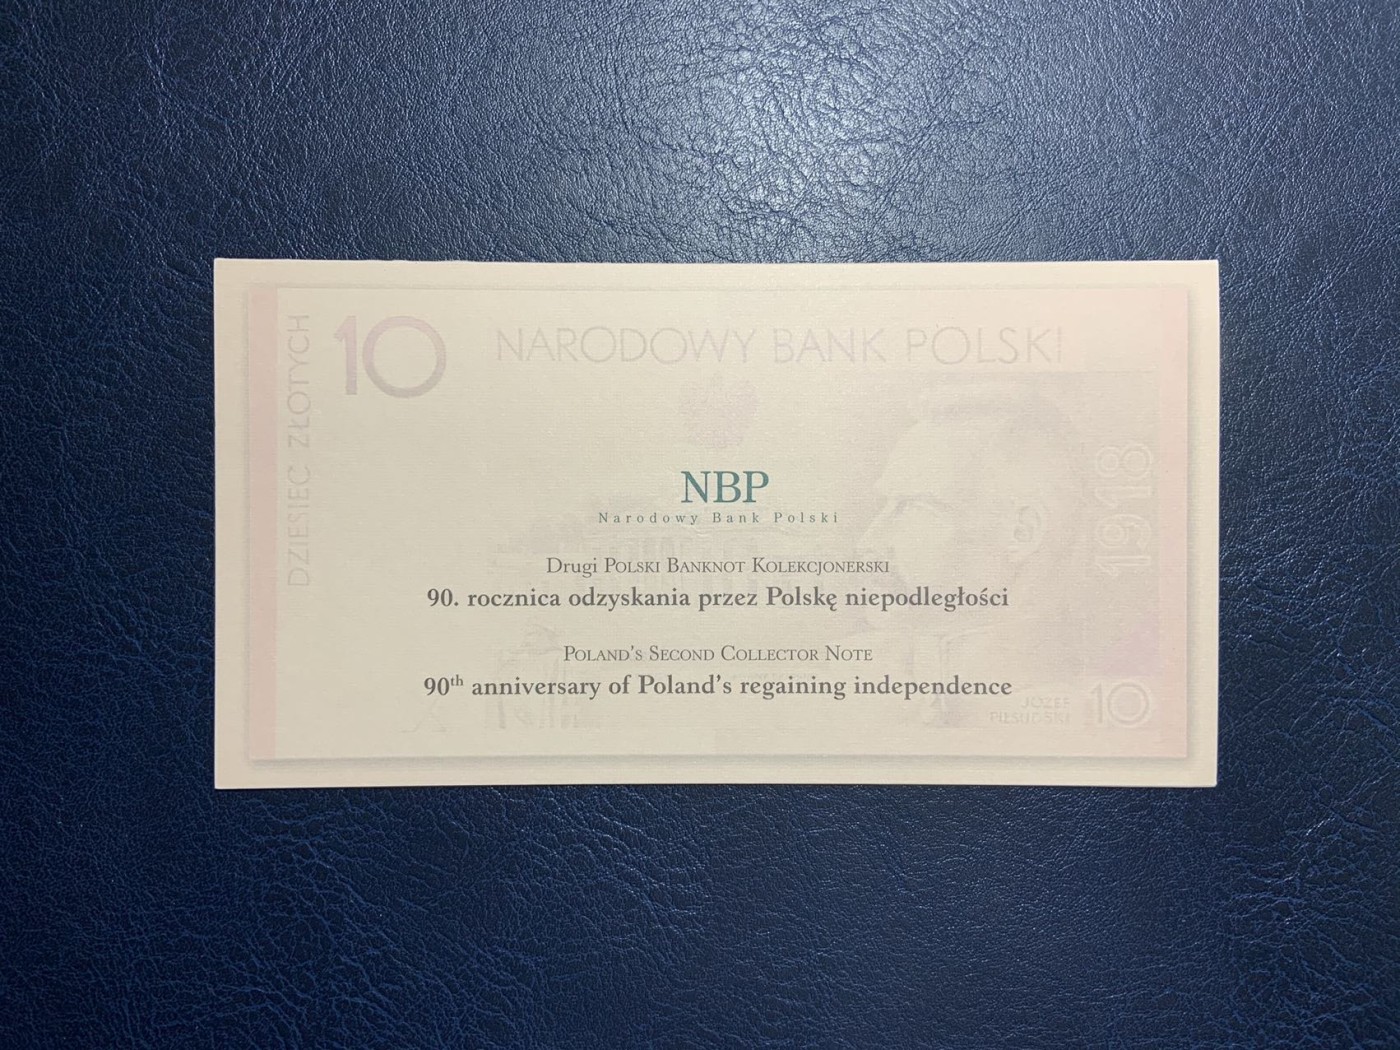 10
NARODOWY BANK POLSKI
DZIESIĘĆ ZŁOTYCH
NBP
Narodowy Bank Polski
1918
Drugi Polski Banknot Kolekcjonerski
90. rocznica odzyskania przez Polskę niepodległości
Poland's Second Collector Note
90th anniversary of Poland's regaining independence
JÓZEF
PIŁSUDSKI
10